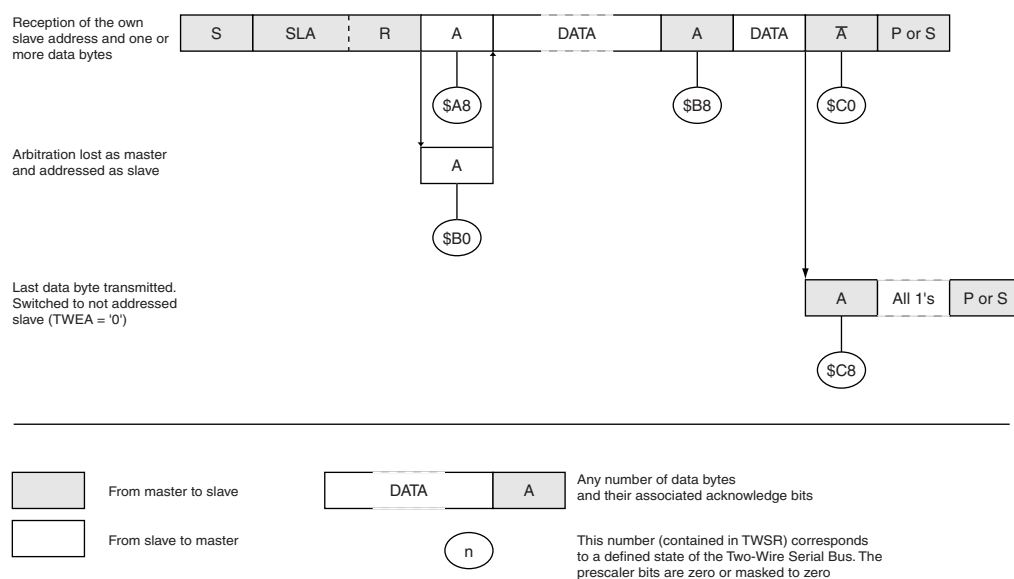 Reception of the own
slave address and one or
more data bytes
S SLA R A DATA A DATA A̅ P or S
$A8 $B8 $C0
Arbitration lost as master
and addressed as slave
A
$B0
Last data byte transmitted.
Switched to not addressed
slave (TWEA = '0')
A All 1's P or S
$C8
From master to slave
DATA A
Any number of data bytes
and their associated acknowledge bits
From slave to master
n
This number (contained in TWSR) corresponds
to a defined state of the Two-Wire Serial Bus. The
prescaler bits are zero or masked to zero